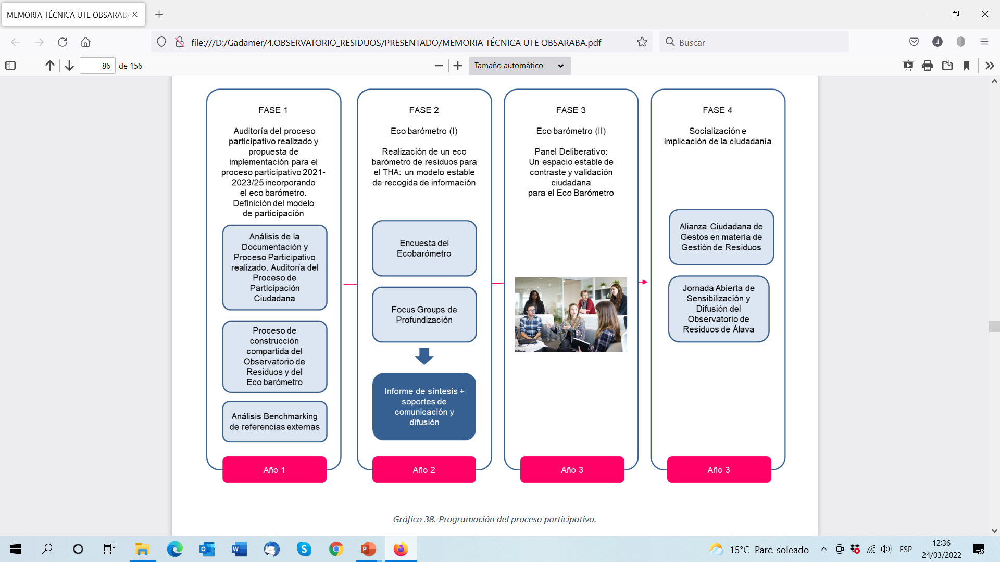 MEMORIA TÉCNICA UTE OBSARABA
file:///D:/Gadamer/4.OBSERVATORIO_RESIDUOS/PRESENTADO/MEMORIA TÉCNICA UTE OBSARABA.pdf
Buscar
J
86 de 156
Tamaño automático
FASE 1
Auditoría del proceso
participativo realizado y
propuesta de
implementación para el
proceso participativo 2021-
2023/25 incorporando
el eco barómetro.
Definición del modelo
de participación
Análisis de la
Documentación y
Proceso Participativo
realizado. Auditoría del
Proceso de
Participación
Ciudadana
Proceso de
construcción
compartida del
Observatorio de
Residuos y del
Eco barómetro
Análisis Benchmarking
de referencias externas
Año 1
FASE 2
Eco barómetro (I)
Realización de un eco
barómetro de residuos para
el THA: un modelo estable
de recogida de información
Encuesta del
Ecobarómetro
Focus Groups de
Profundización
Informe de síntesis +
soportes de
comunicación y
difusión
Año 2
FASE 3
Eco barómetro (II)
Panel Deliberativo:
Un espacio estable de
contraste y validación
ciudadana
para el Eco Barómetro
Año 3
FASE 4
Socialización e
implicación de la ciudadanía
Alianza Ciudadana de
Gestos en materia de
Gestión de Residuos
Jornada Abierta de
Sensibilización y
Difusión del
Observatorio de
Residuos de Álava
Año 3
Gráfico 38. Programación del proceso participativo.
15°C Parc. soleado
ESP
12:36
24/03/2022